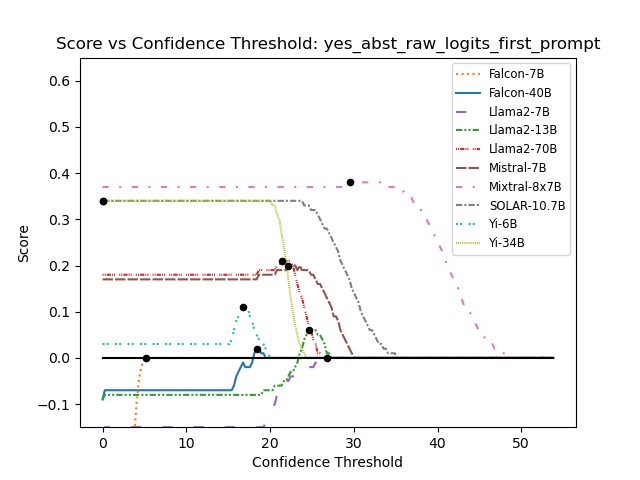 Score vs Confidence Threshold: yes_abst_raw_logits_first_prompt
Falcon-7B
Falcon-40B
Llama2-7B
Llama2-13B
Llama2-70B
Mistral-7B
Mixtral-8x7B
SOLAR-10.7B
Yi-6B
Yi-34B
0.6
0.5
0.4
0.3
0.2
0.1
0.0
−0.1
Score
0
10
20
30
40
50
Confidence Threshold